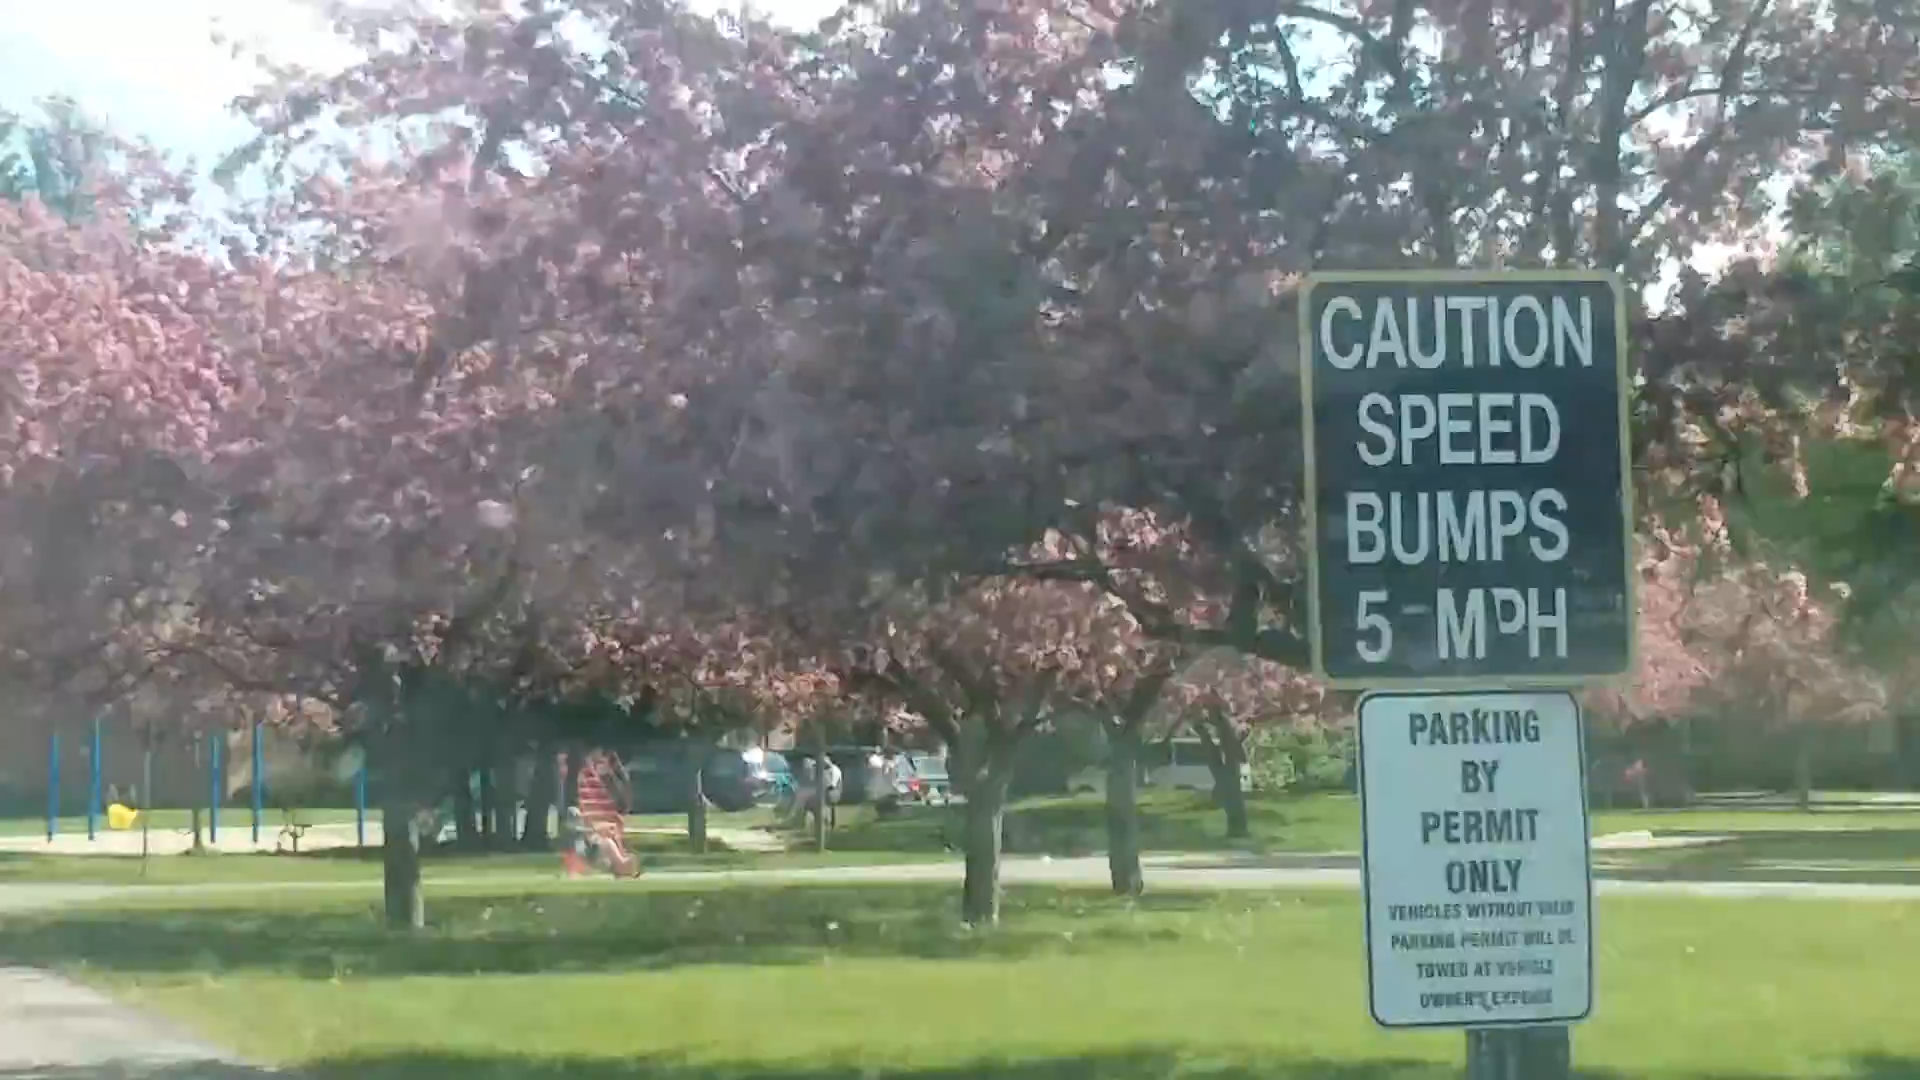 CAUTION
SPEED
BUMPS
5 MPH
PARKING
BY
PERMIT
ONLY
VEHICLES WITHOUT VALID
PARKING PERMIT WILL BE
TOWED AT VEHICLE
OWNER'S EXPENSE